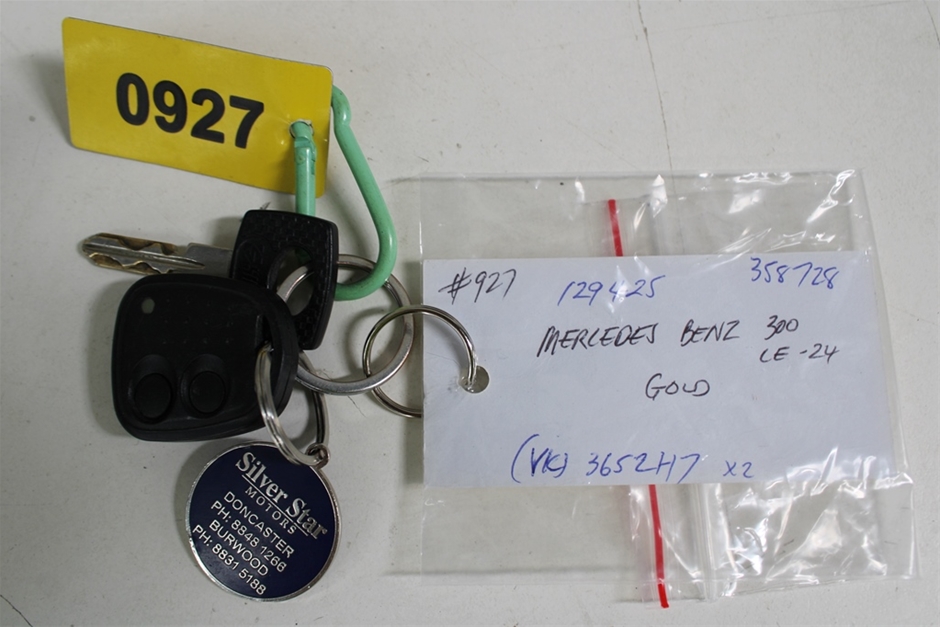 0927
#927 129425 358728
MERCEDES BENZ 300
CE-24
GOLD
(VIC) 3652H7 x2
Silver Star
MOTORS
DONCASTER
PH: 8848 1266
BURWOOD
PH: 8831 5188